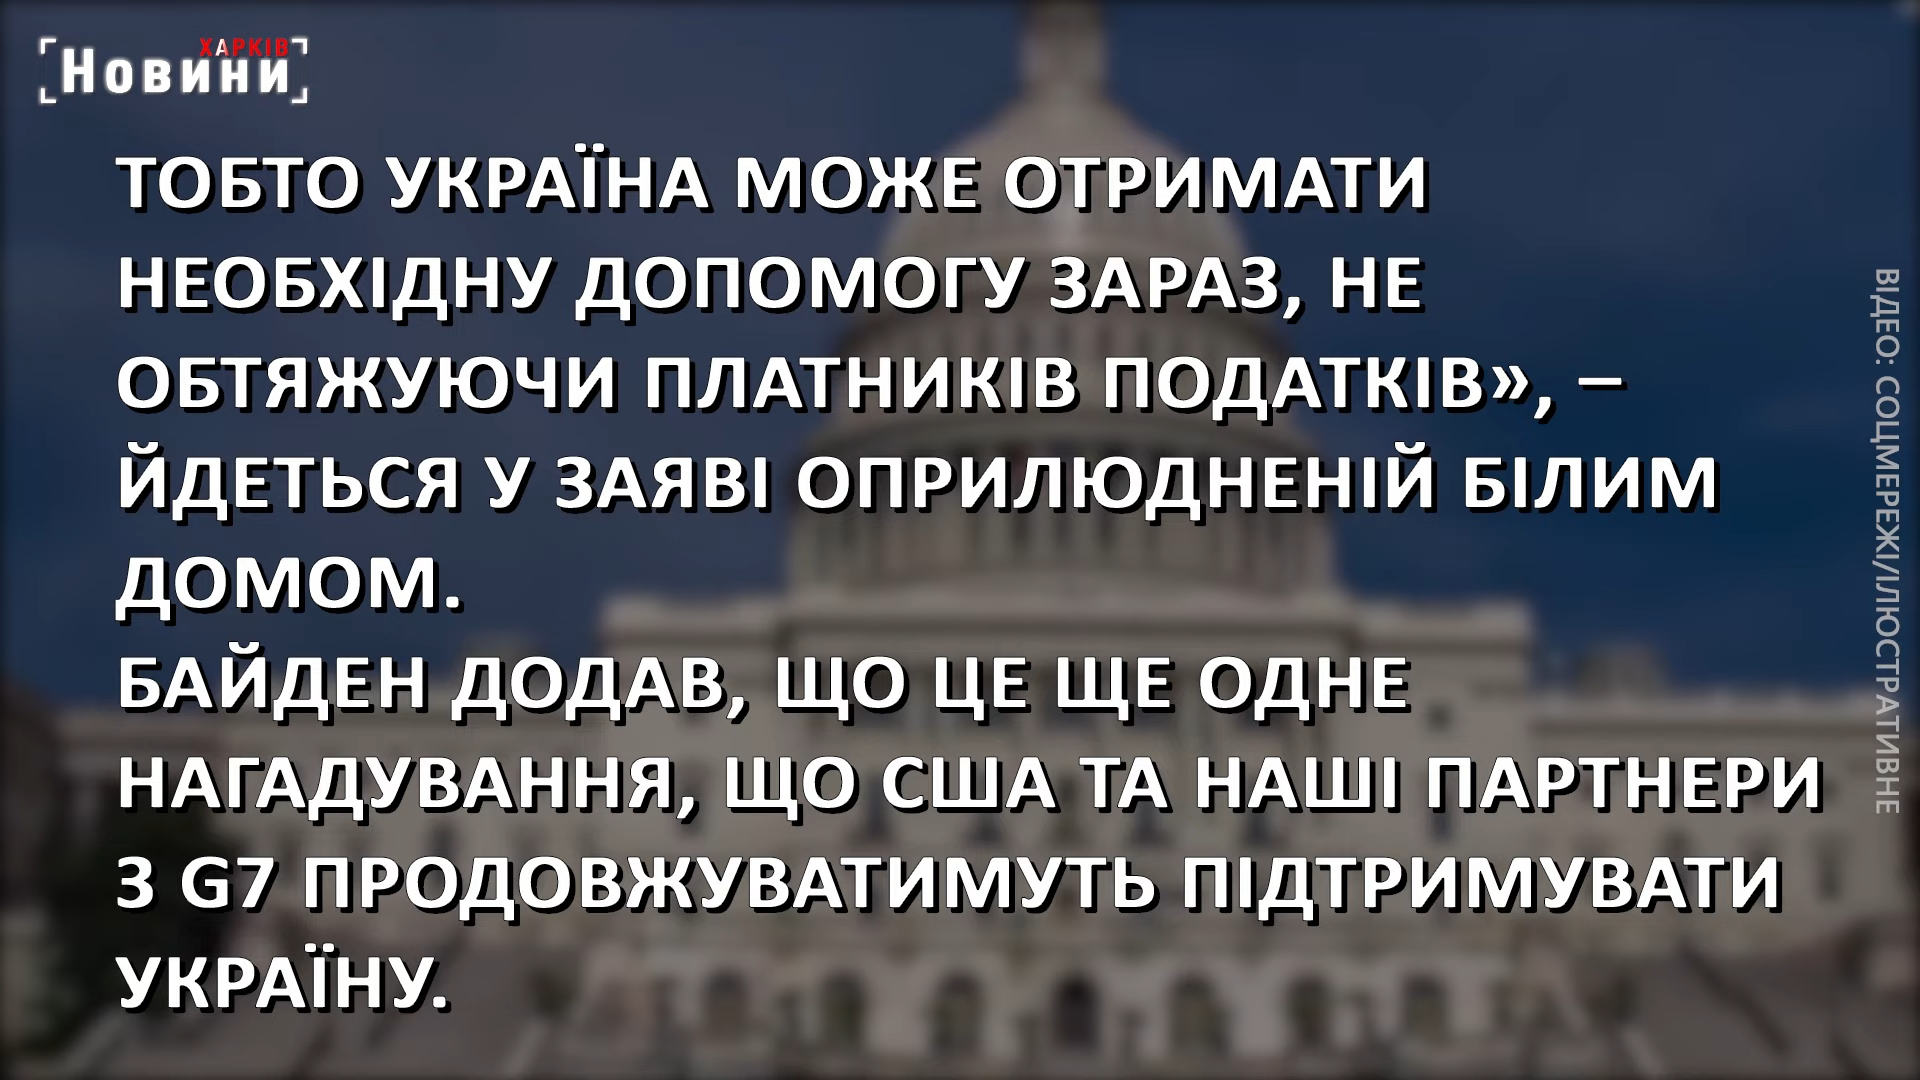 ХАРКІВ
Новини
ТОБТО УКРАЇНА МОЖЕ ОТРИМАТИ
НЕОБХІДНУ ДОПОМОГУ ЗАРАЗ, НЕ
ОБТЯЖУЮЧИ ПЛАТНИКІВ ПОДАТКІВ», –
ЙДЕТЬСЯ У ЗАЯВІ ОПРИЛЮДНЕНІЙ БІЛИМ
ДОМОМ.
БАЙДЕН ДОДАВ, ЩО ЦЕ ЩЕ ОДНЕ
НАГАДУВАННЯ, ЩО США ТА НАШІ ПАРТНЕРИ
З G7 ПРОДОВЖУВАТИМУТЬ ПІДТРИМУВАТИ
УКРАЇНУ.
ВІДЕО: СОЦМЕРЕЖІ/ІЛЮСТРАТИВНЕ